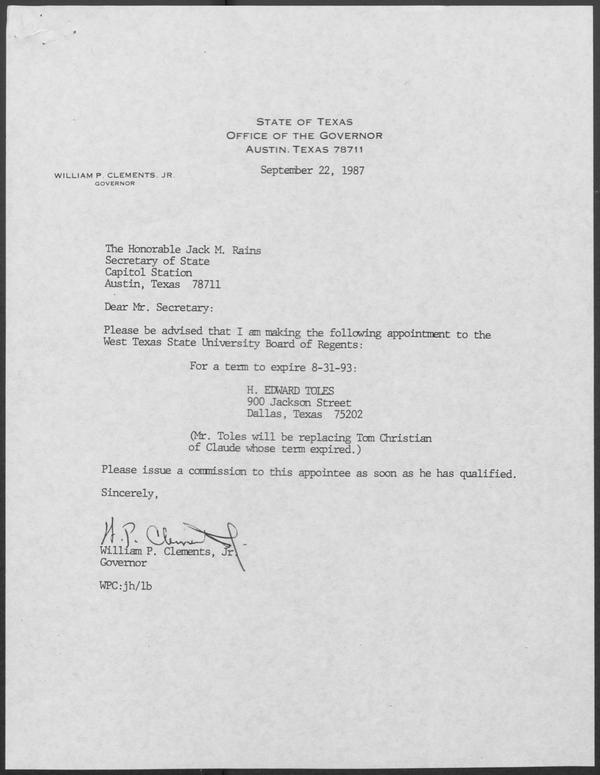 STATE OF TEXAS
OFFICE OF THE GOVERNOR
AUSTIN, TEXAS 78711
September 22, 1987
WILLIAM P. CLEMENTS, JR.
GOVERNOR
The Honorable Jack M. Rains
Secretary of State
Capitol Station
Austin, Texas 78711
Dear Mr. Secretary:
Please be advised that I am making the following appointment to the
West Texas State University Board of Regents:
For a term to expire 8-31-93:
H. EDWARD TOLES
900 Jackson Street
Dallas, Texas 75202
(Mr. Toles will be replacing Tom Christian
of Claude whose term expired.)
Please issue a commission to this appointee as soon as he has qualified.
Sincerely,
W.P. Clements, Jr.
William P. Clements, Jr.
Governor
WPC:jh/lb